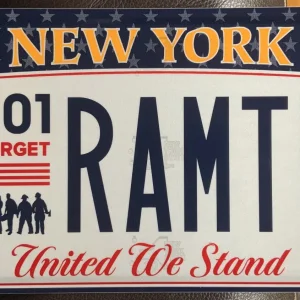 NEW YORK
01
RGET
RAMT
United We Stand